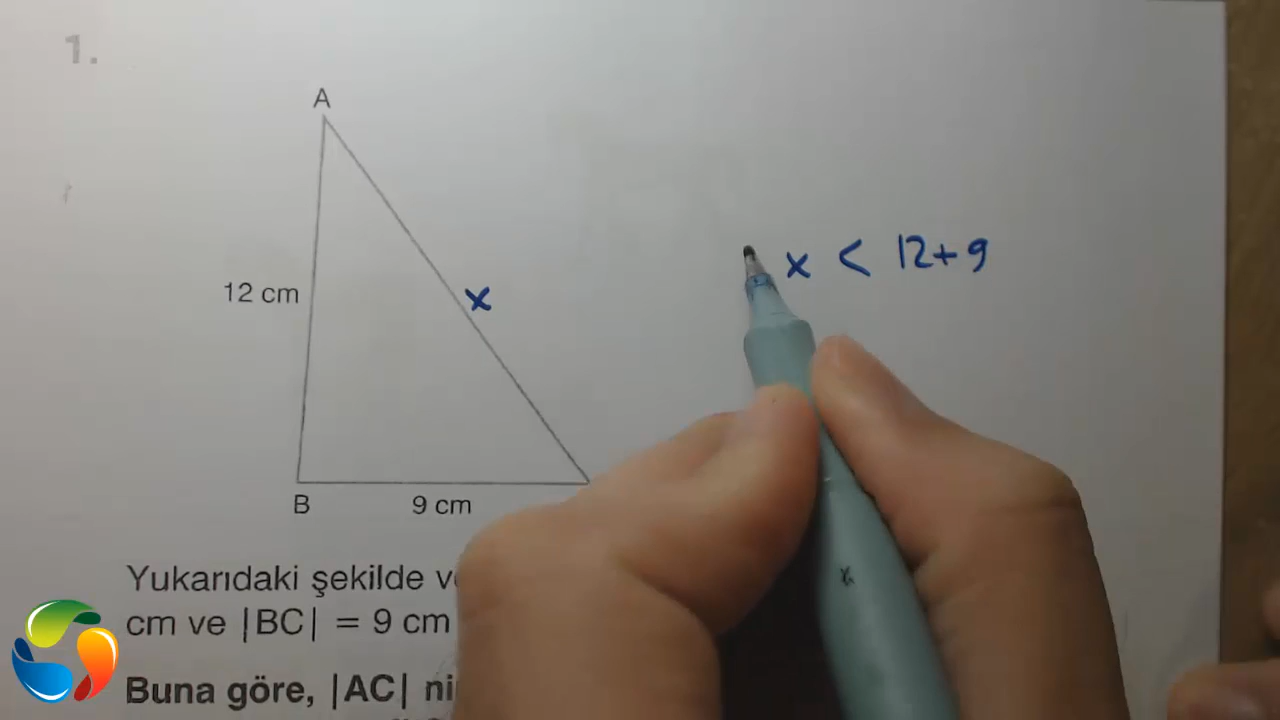 1.
A
12 cm
x
x < 12+9
B
9 cm
Yukarıdaki şekilde
cm ve |BC| = 9 cm
Buna göre, |AC|